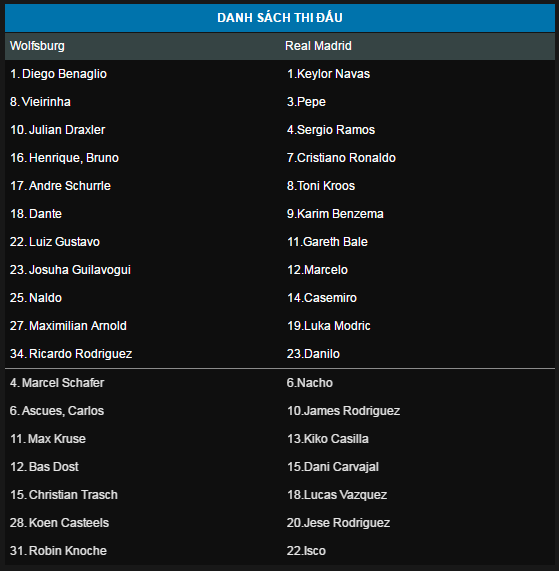 DANH SÁCH THI ĐẤU
Wolfsburg Real Madrid
1. Diego Benaglio 1.Keylor Navas
8. Vieirinha 3.Pepe
10. Julian Draxler 4.Sergio Ramos
16. Henrique, Bruno 7.Cristiano Ronaldo
17. Andre Schurrle 8.Toni Kroos
18. Dante 9.Karim Benzema
22. Luiz Gustavo 11.Gareth Bale
23. Josuha Guilavogui 12.Marcelo
25. Naldo 14.Casemiro
27. Maximilian Arnold 19.Luka Modric
34. Ricardo Rodriguez 23.Danilo
4. Marcel Schafer 6.Nacho
6. Ascues, Carlos 10.James Rodriguez
11. Max Kruse 13.Kiko Casilla
12. Bas Dost 15.Dani Carvajal
15. Christian Trasch 18.Lucas Vazquez
28. Koen Casteels 20.Jese Rodriguez
31. Robin Knoche 22.Isco